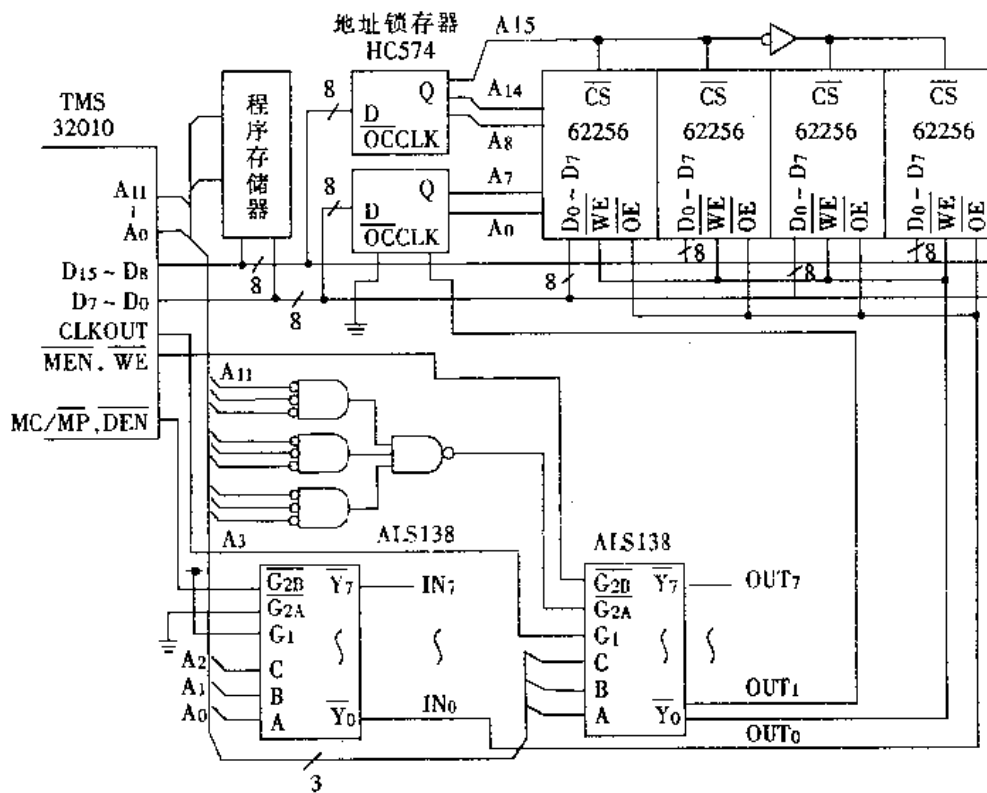 地址锁存器
HC574
A15
TMS
32010
程序存储器
8
D
Q
OCCLK
A14
A8
CS
62256
D0~D7
WE
OE
CS
62256
D0~D7
WE
OE
CS
62256
D0~D7
WE
OE
CS
62256
D0~D7
WE
OE
A11
~
A0
8
D
Q
OCCLK
A7
A0
D15~D8
8
D7~D0
8
8
8
8
8
CLKOUT
MEN.WE
MC/MP,DEN
A11
A3
ALS138
ALS138
G2B
G2A
G1
C
B
A
Y7
Y0
IN7
IN0
A2
A1
A0
3
G2B
G2A
G1
C
B
A
Y7
Y0
OUT7
OUT1
OUT0